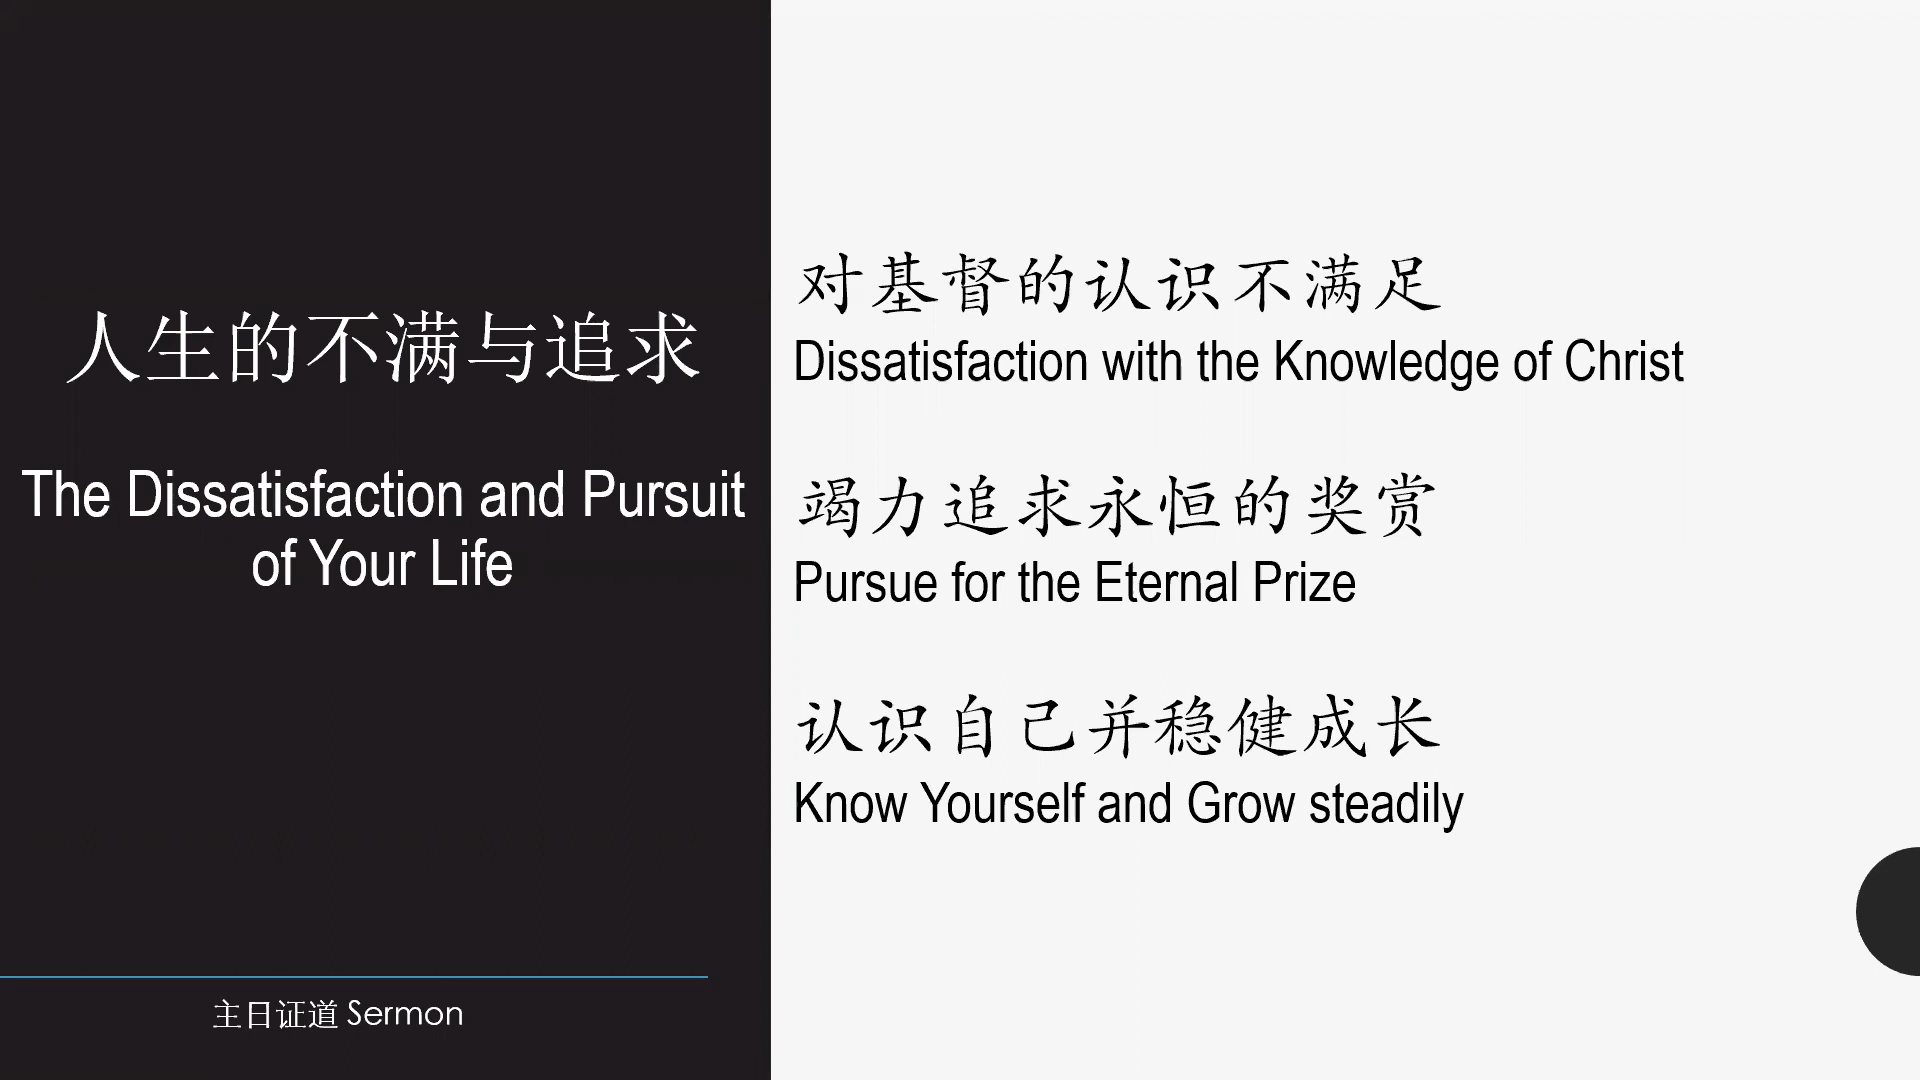 人生的不满与追求
The Dissatisfaction and Pursuit
of Your Life
主日证道 Sermon
对基督的认识不满足
Dissatisfaction with the Knowledge of Christ
竭力追求永恒的奖赏
Pursue for the Eternal Prize
认识自己并稳健成长
Know Yourself and Grow steadily